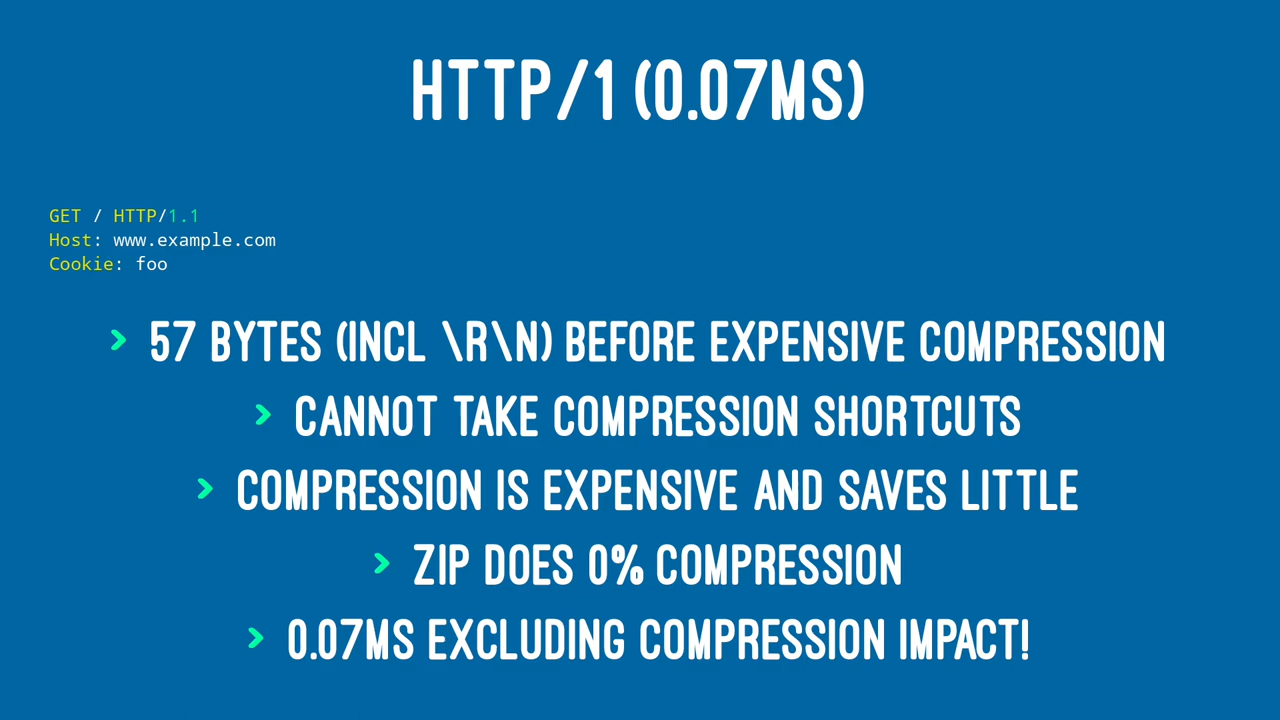 HTTP/1 (0.07MS)
GET / HTTP/1.1
Host: www.example.com
Cookie: foo
> 57 BYTES (INCL \R\N) BEFORE EXPENSIVE COMPRESSION
> CANNOT TAKE COMPRESSION SHORTCUTS
> COMPRESSION IS EXPENSIVE AND SAVES LITTLE
> ZIP DOES 0% COMPRESSION
> 0.07MS EXCLUDING COMPRESSION IMPACT!